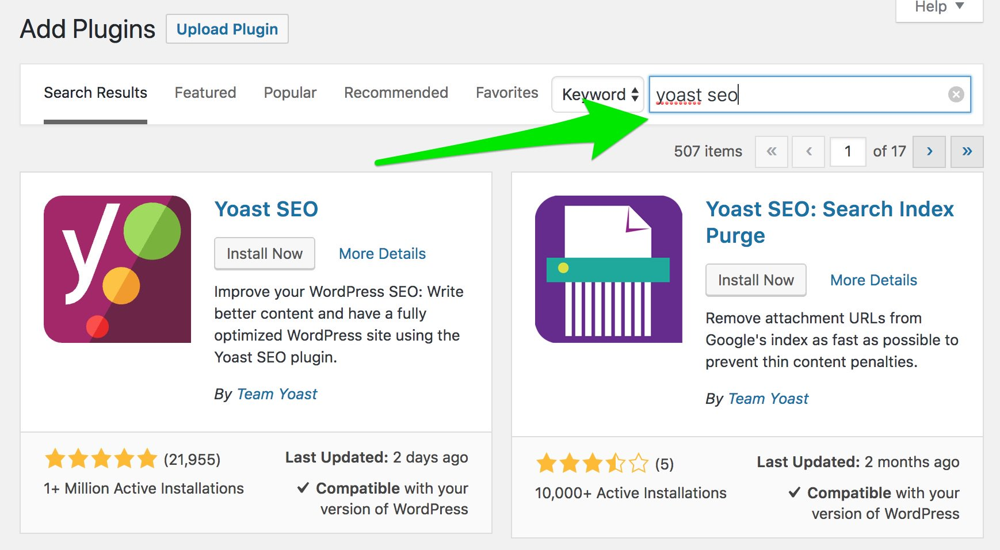 Help
Add Plugins
Upload Plugin
Search Results Featured Popular Recommended Favorites Keyword yoast seo
507 items « ‹ 1 of 17 › »
Yoast SEO
Install Now More Details
Improve your WordPress SEO: Write
better content and have a fully
optimized WordPress site using the
Yoast SEO plugin.
By Team Yoast
(21,955)
1+ Million Active Installations
Last Updated: 2 days ago
Compatible with your
version of WordPress
Yoast SEO: Search Index
Purge
Install Now More Details
Remove attachment URLs from
Google's index as fast as possible to
prevent thin content penalties.
By Team Yoast
(5)
10,000+ Active Installations
Last Updated: 2 months ago
Compatible with your
version of WordPress